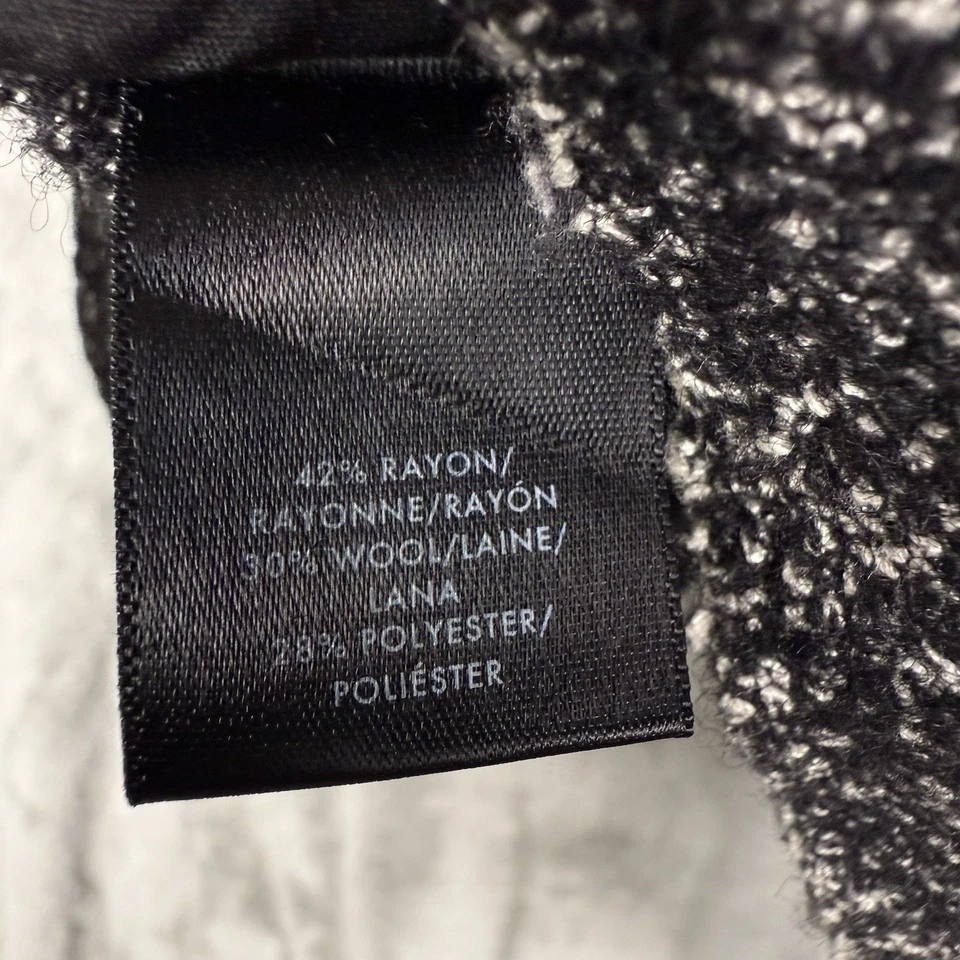 42% RAYON/
RAYONNE/RAYÓN
30% WOOL/LAINE/
LANA
28% POLYESTER/
POLIÉSTER